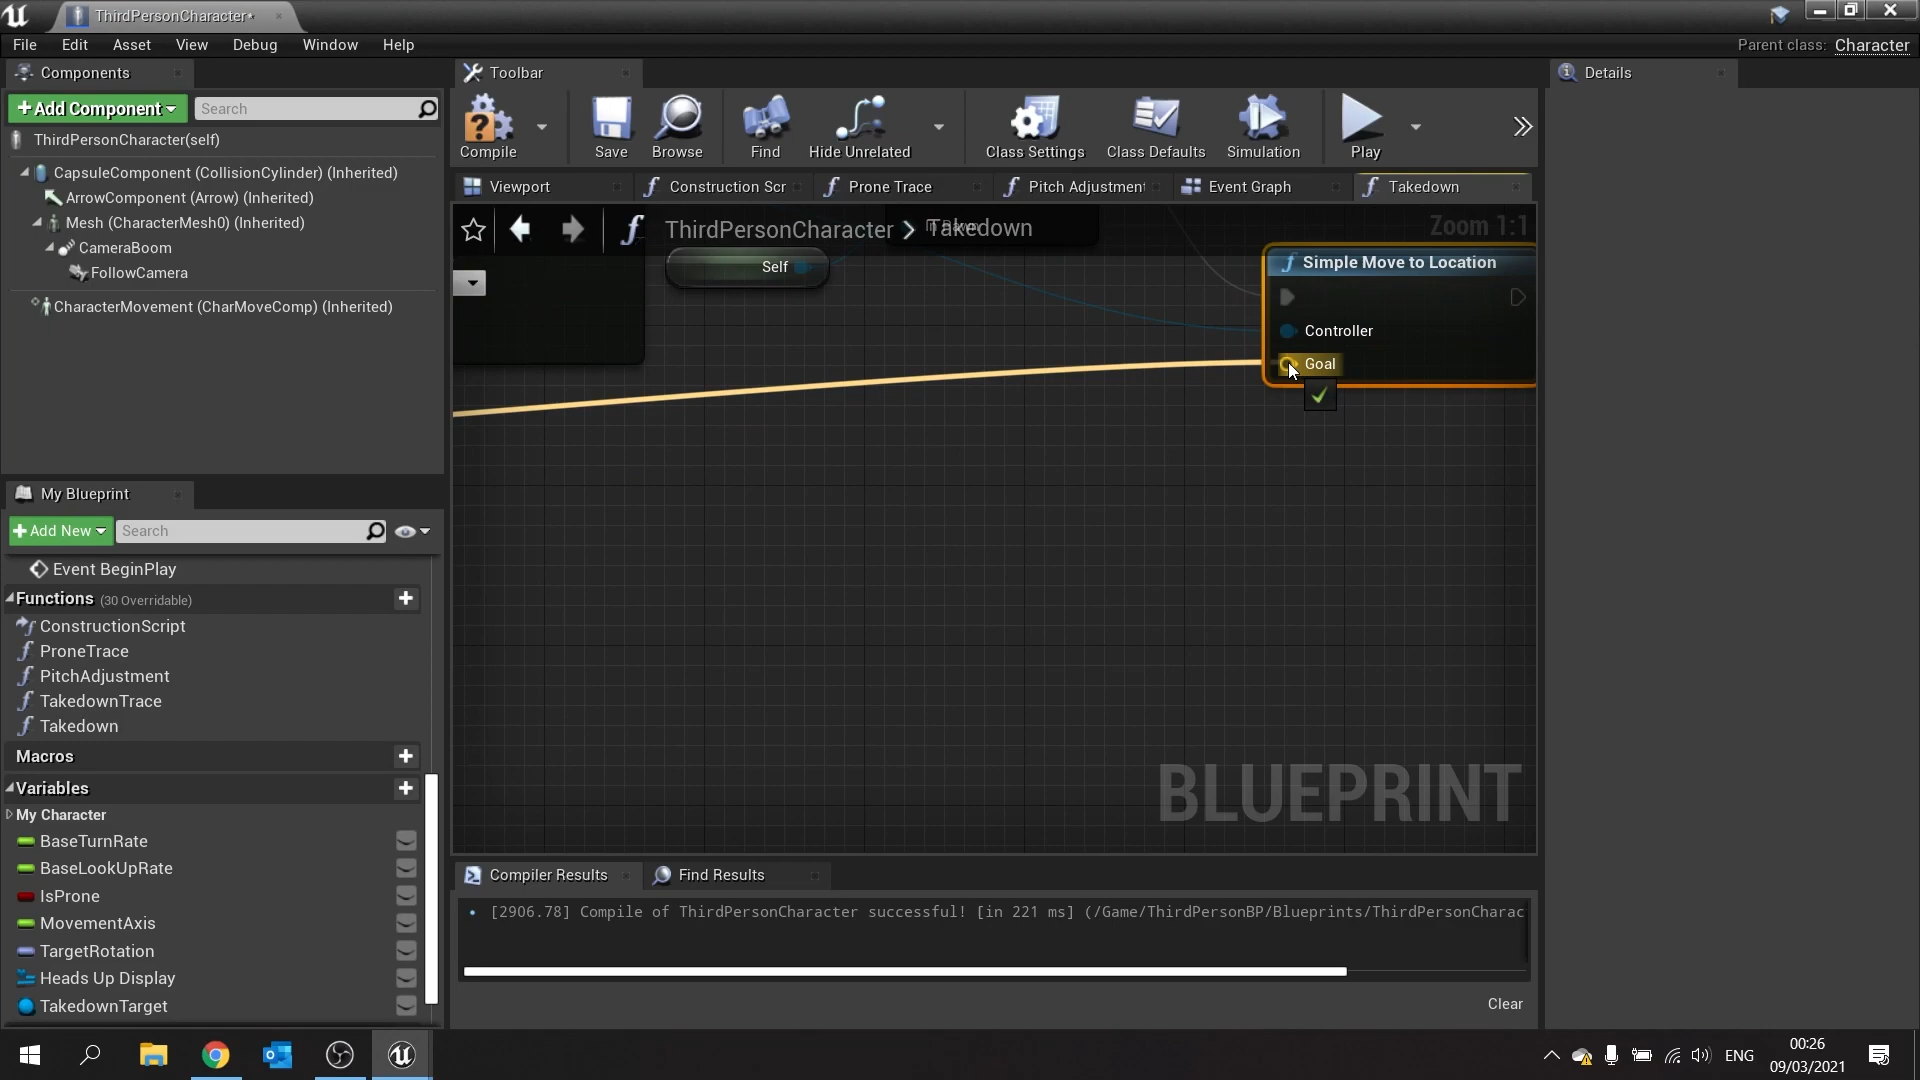 ThirdPersonCharacter*
File Edit Asset View Debug Window Help
Parent class: Character
Components
Toolbar
Details
Add Component
Search
ThirdPersonCharacter(self)
CapsuleComponent (CollisionCylinder) (Inherited)
ArrowComponent (Arrow) (Inherited)
Mesh (CharacterMesh0) (Inherited)
CameraBoom
FollowCamera
CharacterMovement (CharMoveComp) (Inherited)
Compile
Save
Browse
Find
Hide Unrelated
Class Settings
Class Defaults
Simulation
Play
Viewport
Construction Scr
Prone Trace
Pitch Adjustment
Event Graph
Takedown
ThirdPersonCharacter > Takedown
Zoom 1:1
Self
Simple Move to Location
Controller
Goal
BLUEPRINT
My Blueprint
Add New
Search
Event BeginPlay
Functions (30 Overridable)
ConstructionScript
ProneTrace
PitchAdjustment
TakedownTrace
Takedown
Macros
Variables
My Character
BaseTurnRate
BaseLookUpRate
IsProne
MovementAxis
TargetRotation
Heads Up Display
TakedownTarget
Compiler Results
Find Results
[2906.78] Compile of ThirdPersonCharacter successful! [in 221 ms] (/Game/ThirdPersonBP/Blueprints/ThirdPersonCharac
Clear
ENG
00:26
09/03/2021